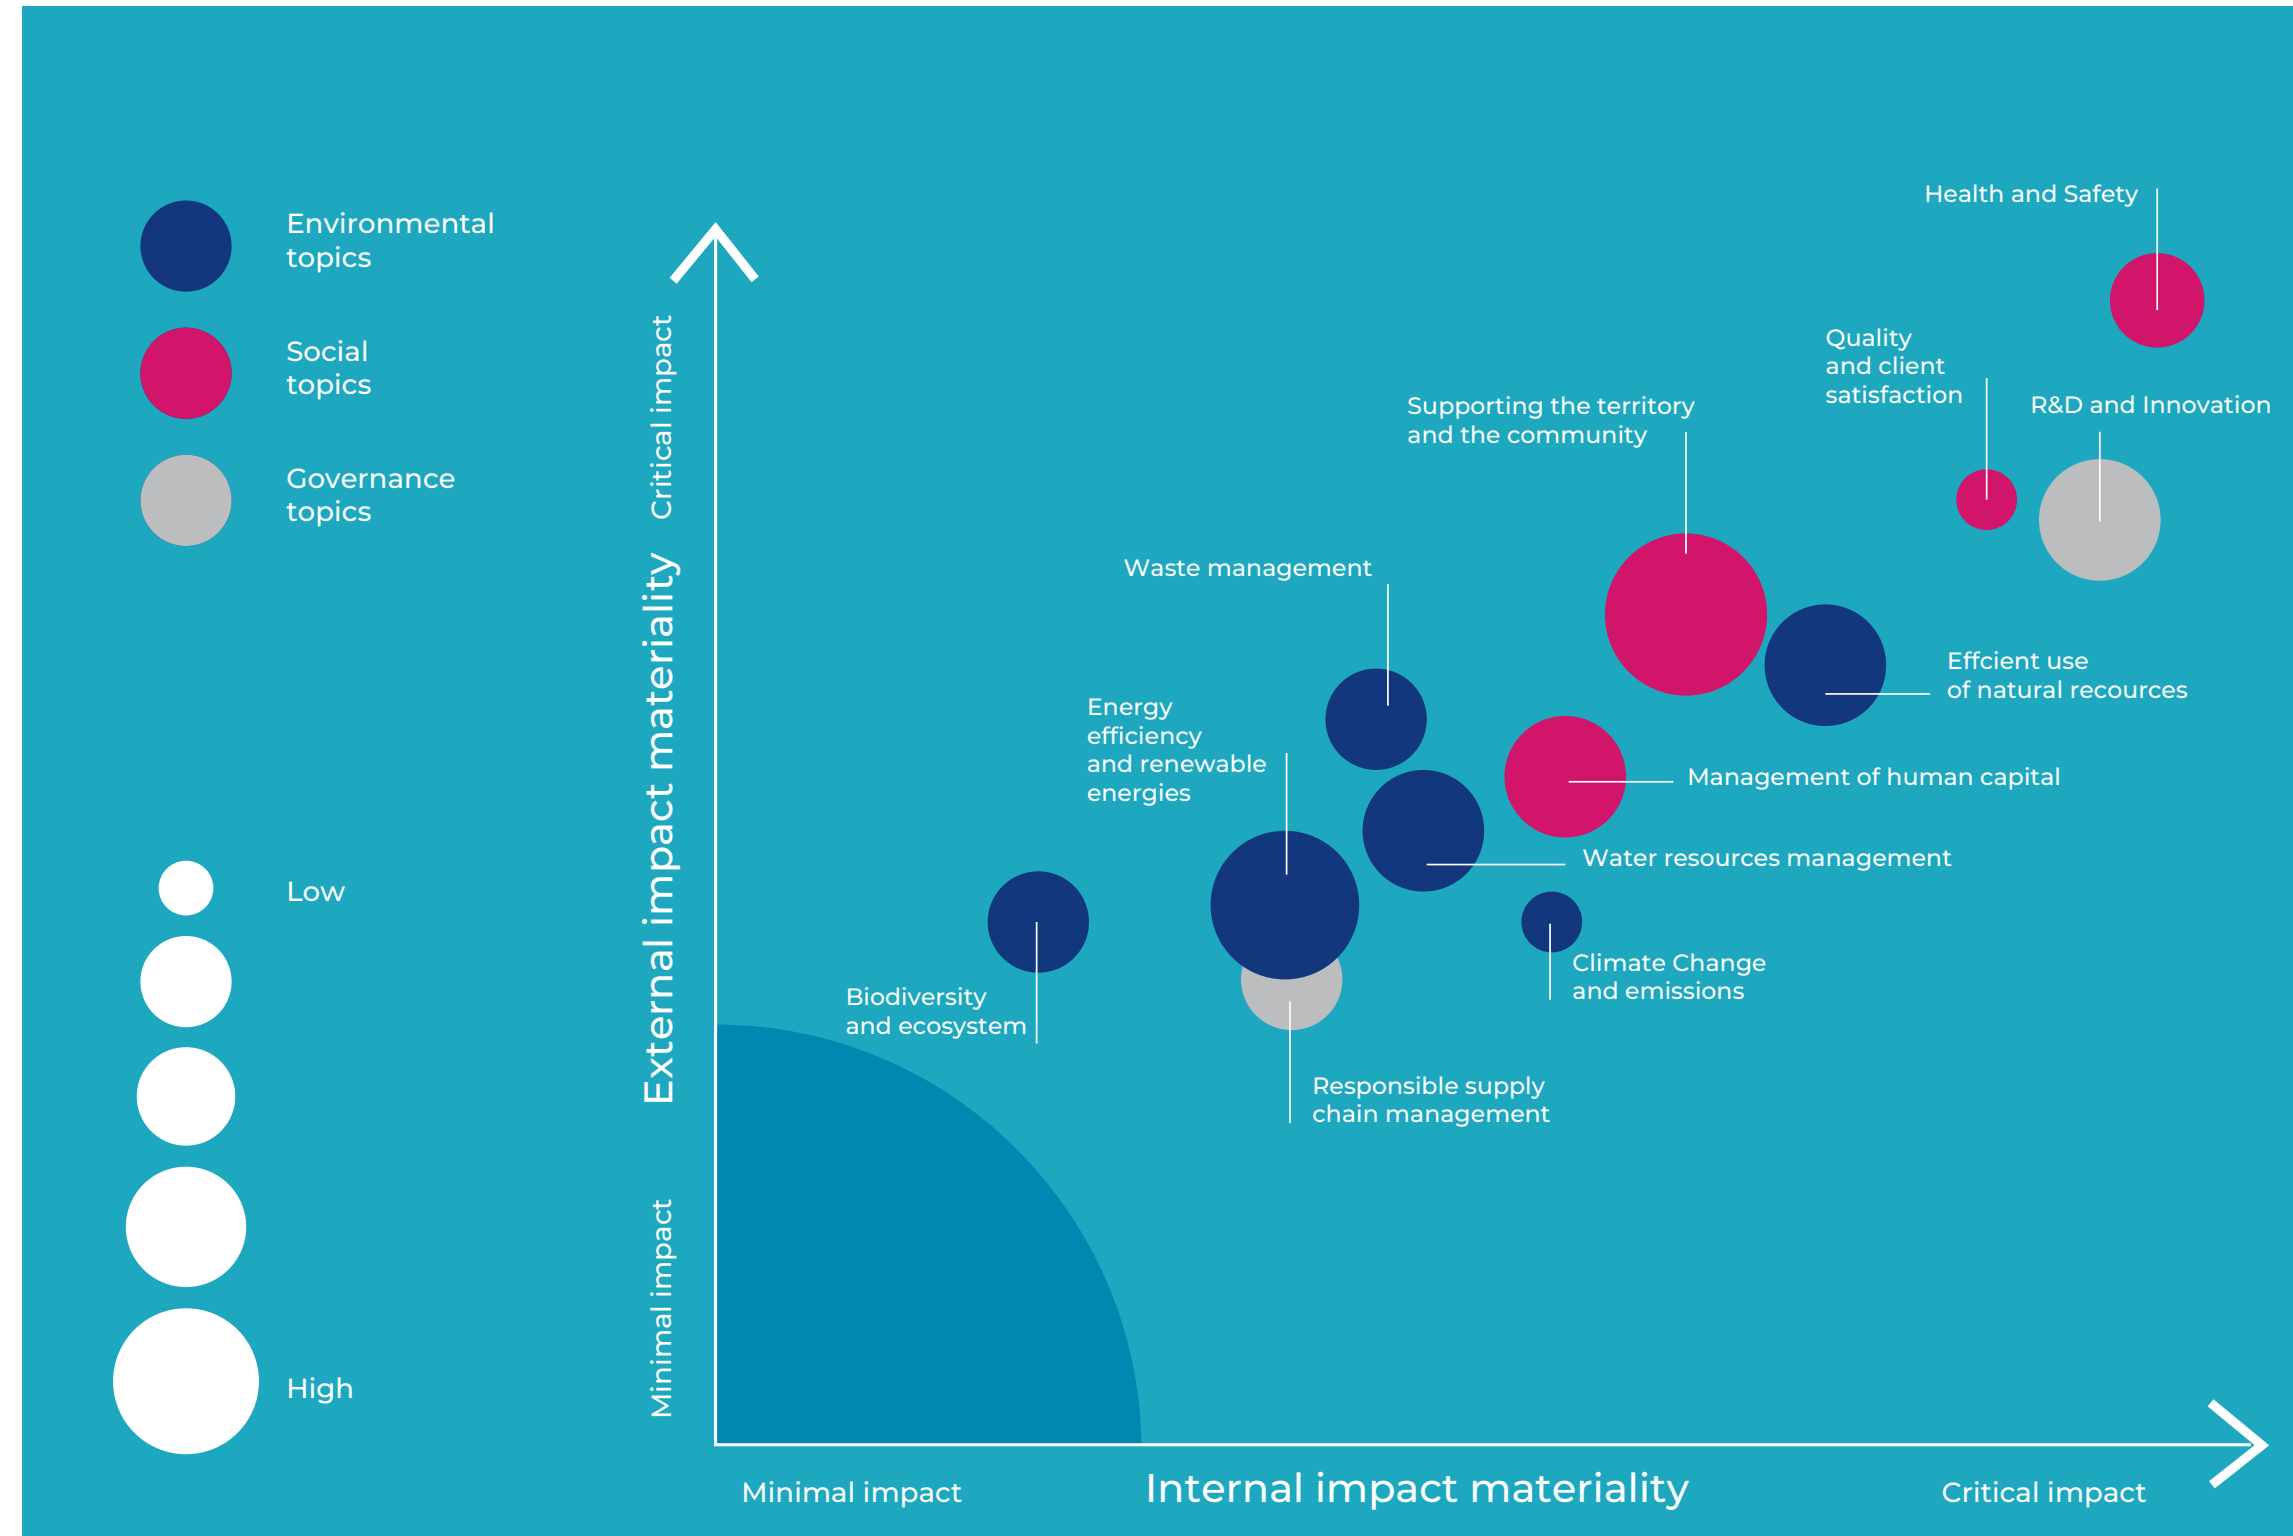 Environmental
topics
Social
topics
Governance
topics
Low
High
External impact materiality
Critical impact
Minimal impact
Health and Safety
Quality
and client
satisfaction
R&D and Innovation
Supporting the territory
and the community
Waste management
Effcient use
of natural recources
Energy
efficiency
and renewable
energies
Management of human capital
Water resources management
Climate Change
and emissions
Biodiversity
and ecosystem
Responsible supply
chain management
Minimal impact
Internal impact materiality
Critical impact